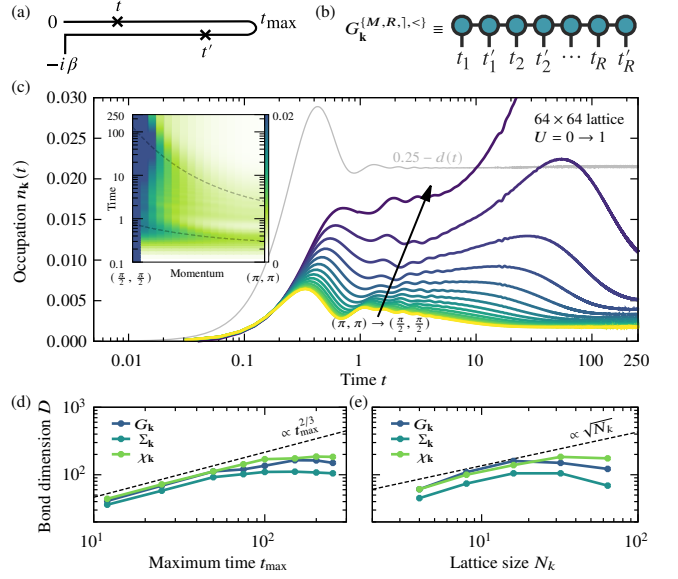 (a)
0
t
t_max
t′
−iβ
(b)
G_k^{M,R,⌉,<} ≡
t_1 t′_1 t_2 t′_2 ⋯ t_R t′_R
(c)
Occupation n_k(t)
0.030
0.025
0.020
0.015
0.010
0.005
0.000
250
100
10
1
0.1
Time
0.02
0
(π/2, π/2)
Momentum
(π, π)
64 × 64 lattice
U = 0 → 1
0.25 − d(t)
(π, π) → (π/2, π/2)
0.01
0.1
1
10
100
250
Time t
(d)
Bond dimension D
10^3
10^2
G_k
Σ_k
χ_k
∝ t_max^{2/3}
10^1
10^2
Maximum time t_max
(e)
10^3
10^2
G_k
Σ_k
χ_k
∝ √N_k
10^1
10^2
Lattice size N_k